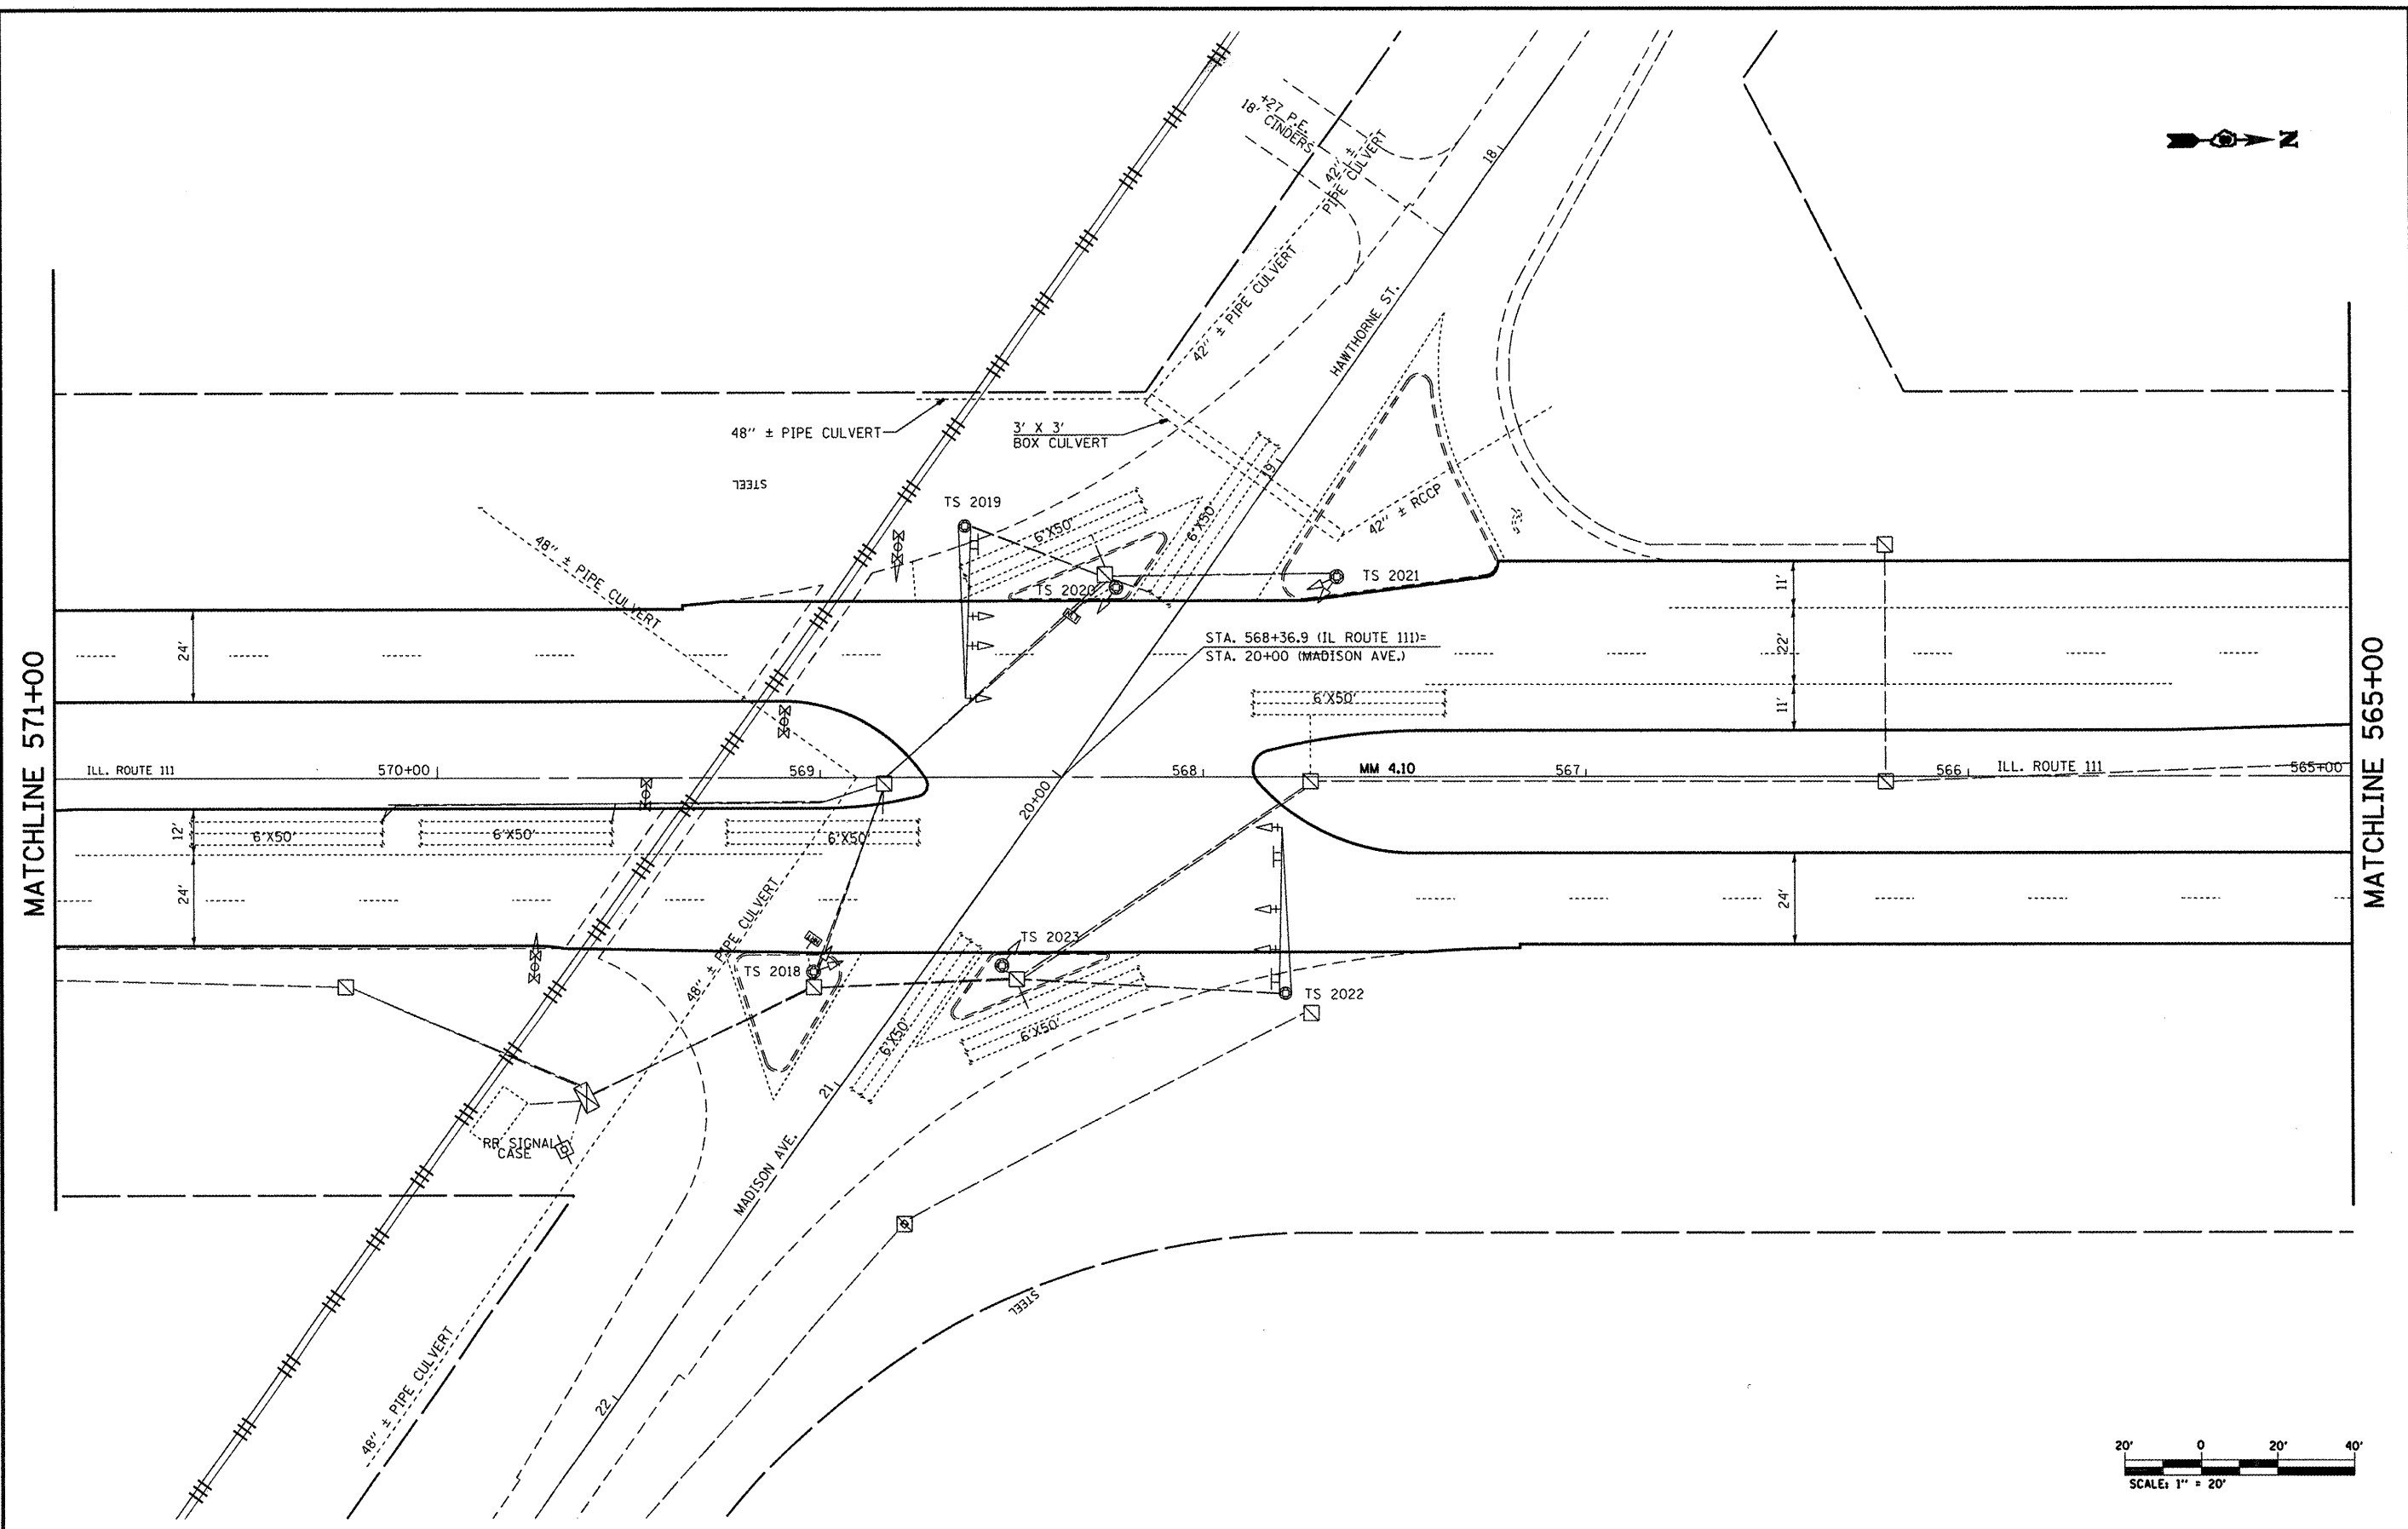 +27 P.E.
18' CINDERS
42" ±
PIPE CULVERT
18
N
42" ± PIPE CULVERT
HAWTHORNE ST.
48" ± PIPE CULVERT
3' X 3'
BOX CULVERT
19
STEEL
TS 2019
6'X50'
6'X50'
42" ± RCCP
48" ± PIPE CULVERT
TS 2020
TS 2021
11'
24'
STA. 568+36.9 (IL ROUTE 111)=
STA. 20+00 (MADISON AVE.)
22'
MATCHLINE 571+00
MATCHLINE 565+00
6'X50'
11'
ILL. ROUTE 111
570+00
569
568
MM 4.10
567
566
ILL. ROUTE 111
565+00
20+00
12'
6'X50'
6'X50'
6'X50'
24'
24'
48" ± PIPE CULVERT
TS 2018
TS 2023
TS 2022
6'X50'
6'X50'
21
RR SIGNAL
CASE
MADISON AVE.
STEEL
48" ± PIPE CULVERT
22
20' 0 20' 40'
SCALE: 1" = 20'